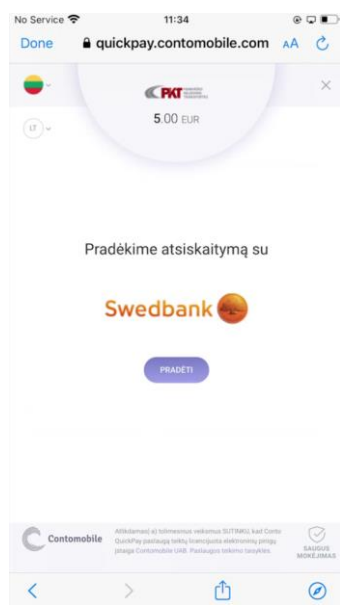 No Service 11:34
Done quickpay.contomobile.com AA
PKT
5.00 EUR
LT
Pradėkime atsiskaitymą su
Swedbank
PRADĖTI
Contomobile
Atlikdamas(-a) tolimesnius veiksmus SUTINKU, kad Conto
QuickPay paslaugą teiktų licencijuota elektroninių pinigų
įstaiga Contomobile UAB. Paslaugos teikimo taisyklės.
SAUGUS
MOKĖJIMAS